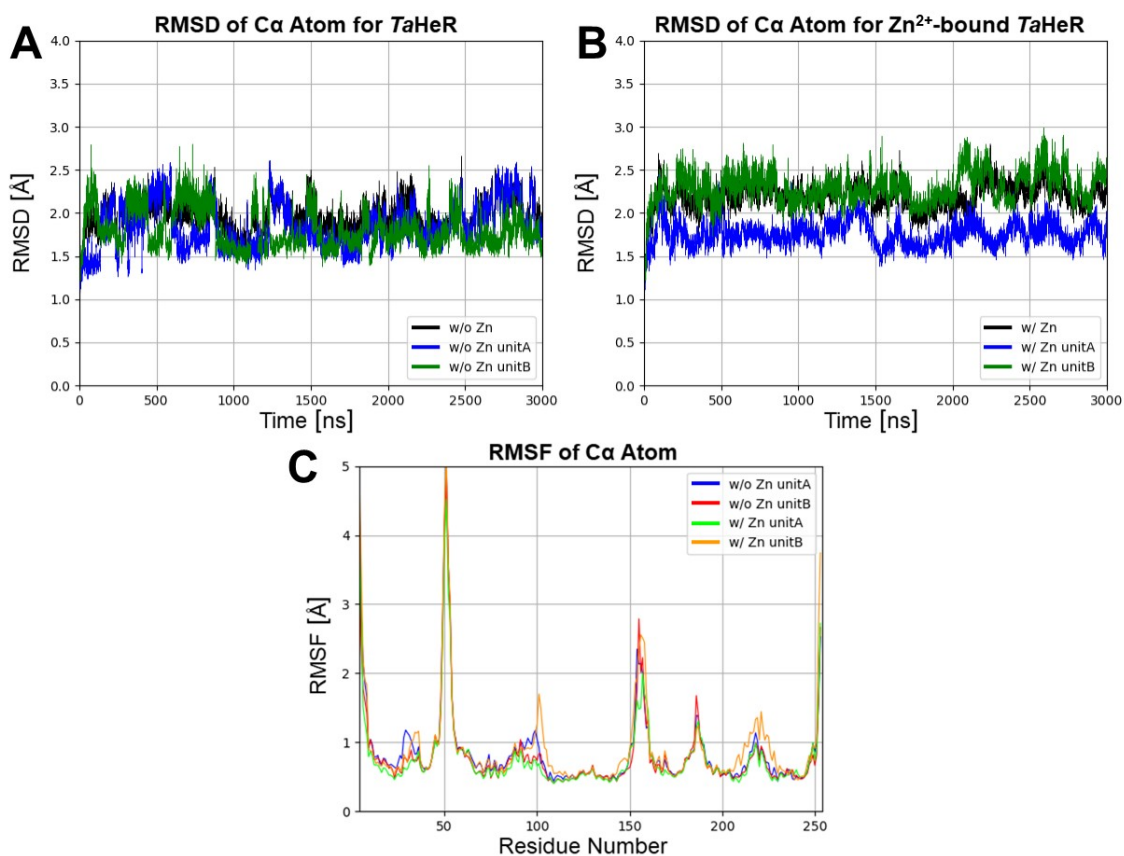 A
RMSD of Cα Atom for TaHeR
4.0
3.5
3.0
2.5
2.0
1.5
1.0
0.5
0.0
RMSD [Å]
0 500 1000 1500 2000 2500 3000
Time [ns]
w/o Zn
w/o Zn unitA
w/o Zn unitB
B
RMSD of Cα Atom for Zn²⁺-bound TaHeR
4.0
3.5
3.0
2.5
2.0
1.5
1.0
0.5
0.0
RMSD [Å]
0 500 1000 1500 2000 2500 3000
Time [ns]
w/ Zn
w/ Zn unitA
w/ Zn unitB
C
RMSF of Cα Atom
5
4
3
2
1
0
RMSF [Å]
50 100 150 200 250
Residue Number
w/o Zn unitA
w/o Zn unitB
w/ Zn unitA
w/ Zn unitB